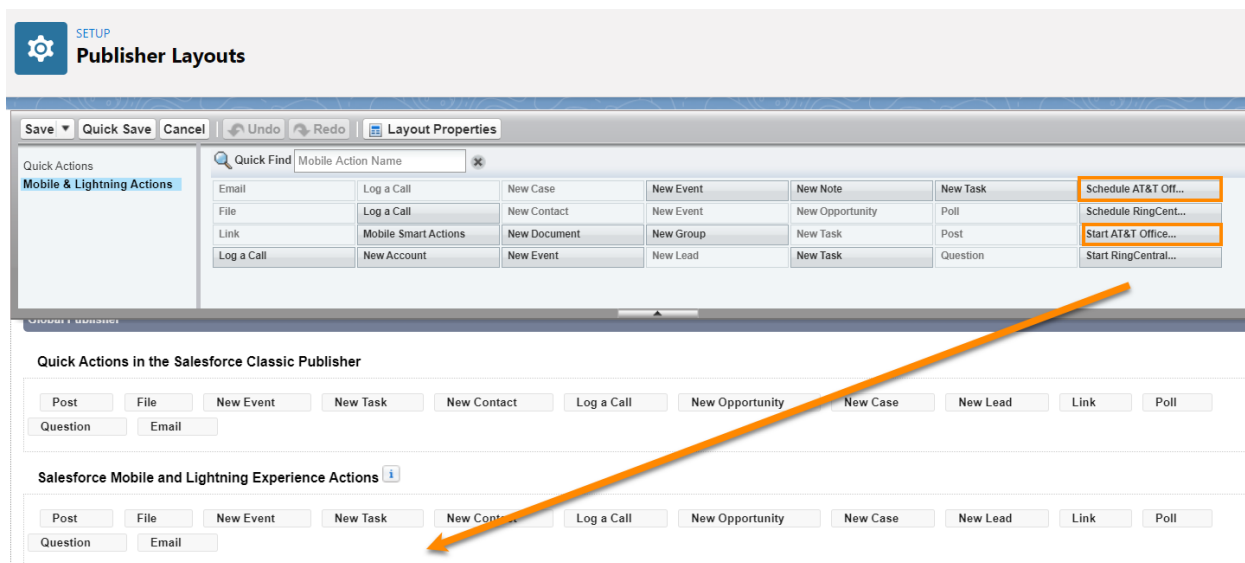 SETUP
Publisher Layouts
Save Quick Save Cancel Undo Redo Layout Properties
Quick Actions
Mobile & Lightning Actions
Quick Find Mobile Action Name
Email Log a Call New Case New Event New Note New Task Schedule AT&T Off...
File Log a Call New Contact New Event New Opportunity Poll Schedule RingCent...
Link Mobile Smart Actions New Document New Group New Task Post Start AT&T Office...
Log a Call New Account New Event New Lead New Task Question Start RingCentral...
Global Publisher
Quick Actions in the Salesforce Classic Publisher
Post File New Event New Task New Contact Log a Call New Opportunity New Case New Lead Link Poll
Question Email
Salesforce Mobile and Lightning Experience Actions i
Post File New Event New Task New Contact Log a Call New Opportunity New Case New Lead Link Poll
Question Email